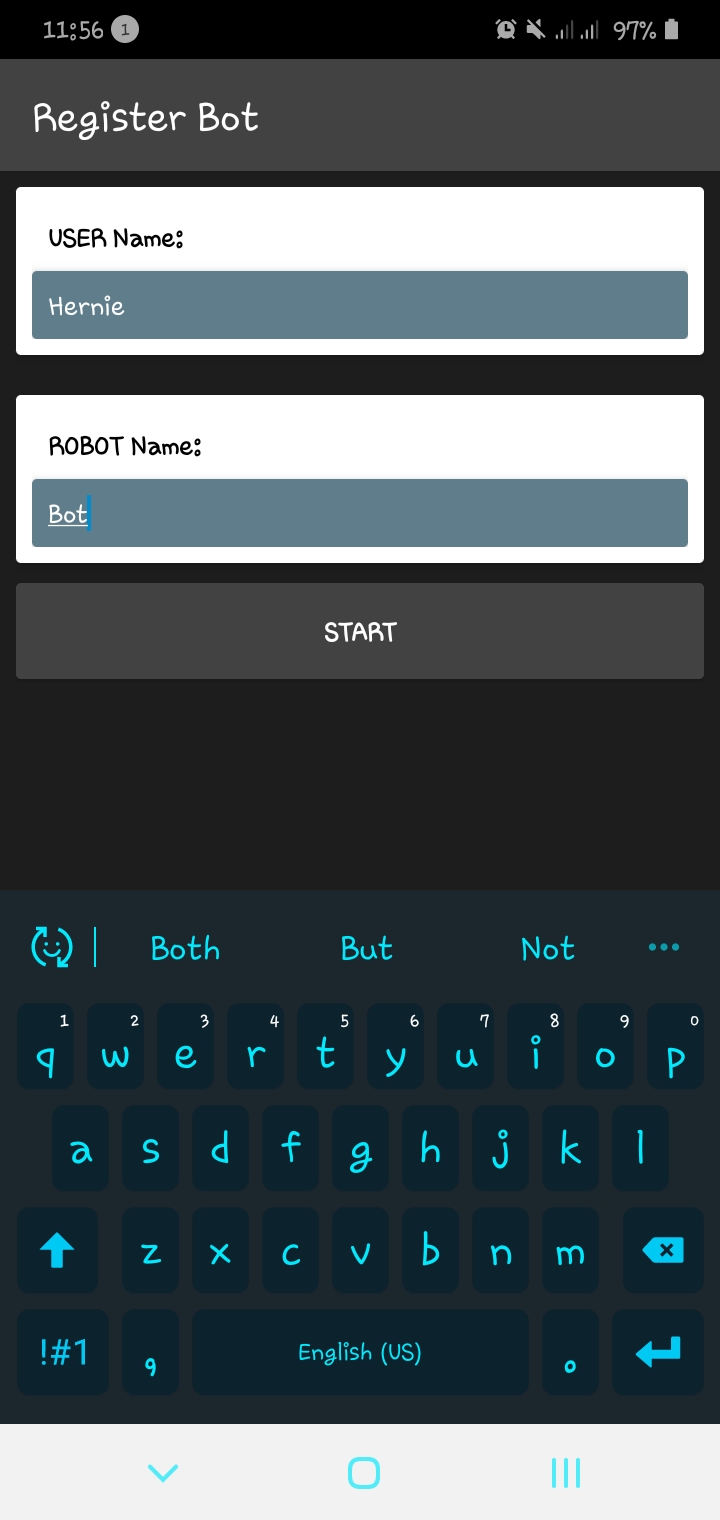 11:56 1 97%
Register Bot
USER Name:
Hernie
ROBOT Name:
Bot
START
Both But Not
1 2 3 4 5 6 7 8 9 0
q w e r t y u i o p
a s d f g h j k l
z x c v b n m
!#1 , English (US) .